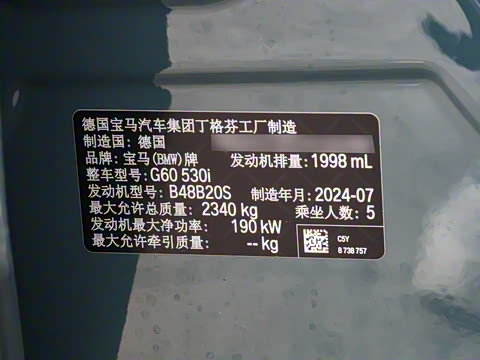 德国宝马汽车集团丁格芬工厂制造
制造国：德国
品牌：宝马(BMW)牌 发动机排量：1998 mL
整车型号：G60 530i
发动机型号：B48B20S 制造年月：2024-07
最大允许总质量：2340 kg 乘坐人数：5
发动机最大净功率：190 kW
最大允许牵引质量：-- kg
C5Y
8 738 757